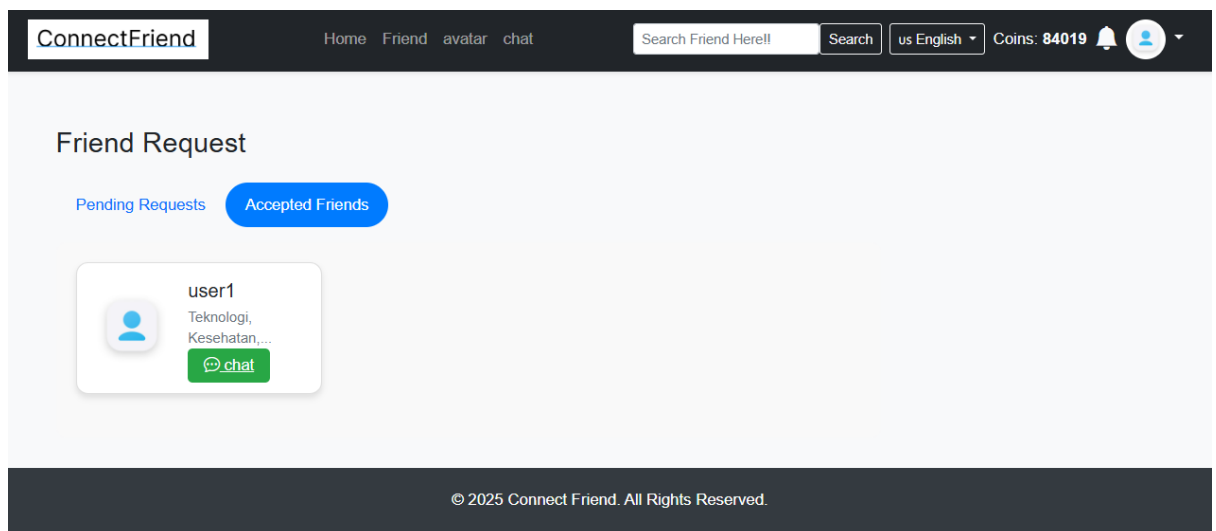 ConnectFriend
Home Friend avatar chat
Search Friend Here!!
Search
us English
Coins: 84019
Friend Request
Pending Requests
Accepted Friends
user1
Teknologi,
Kesehatan,...
chat
© 2025 Connect Friend. All Rights Reserved.